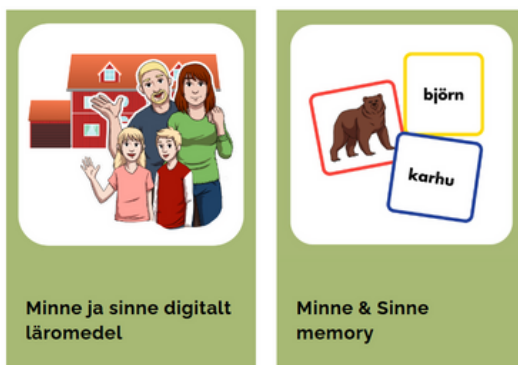 björn
karhu
Minne ja sinne digitalt
läromedel
Minne & Sinne
memory